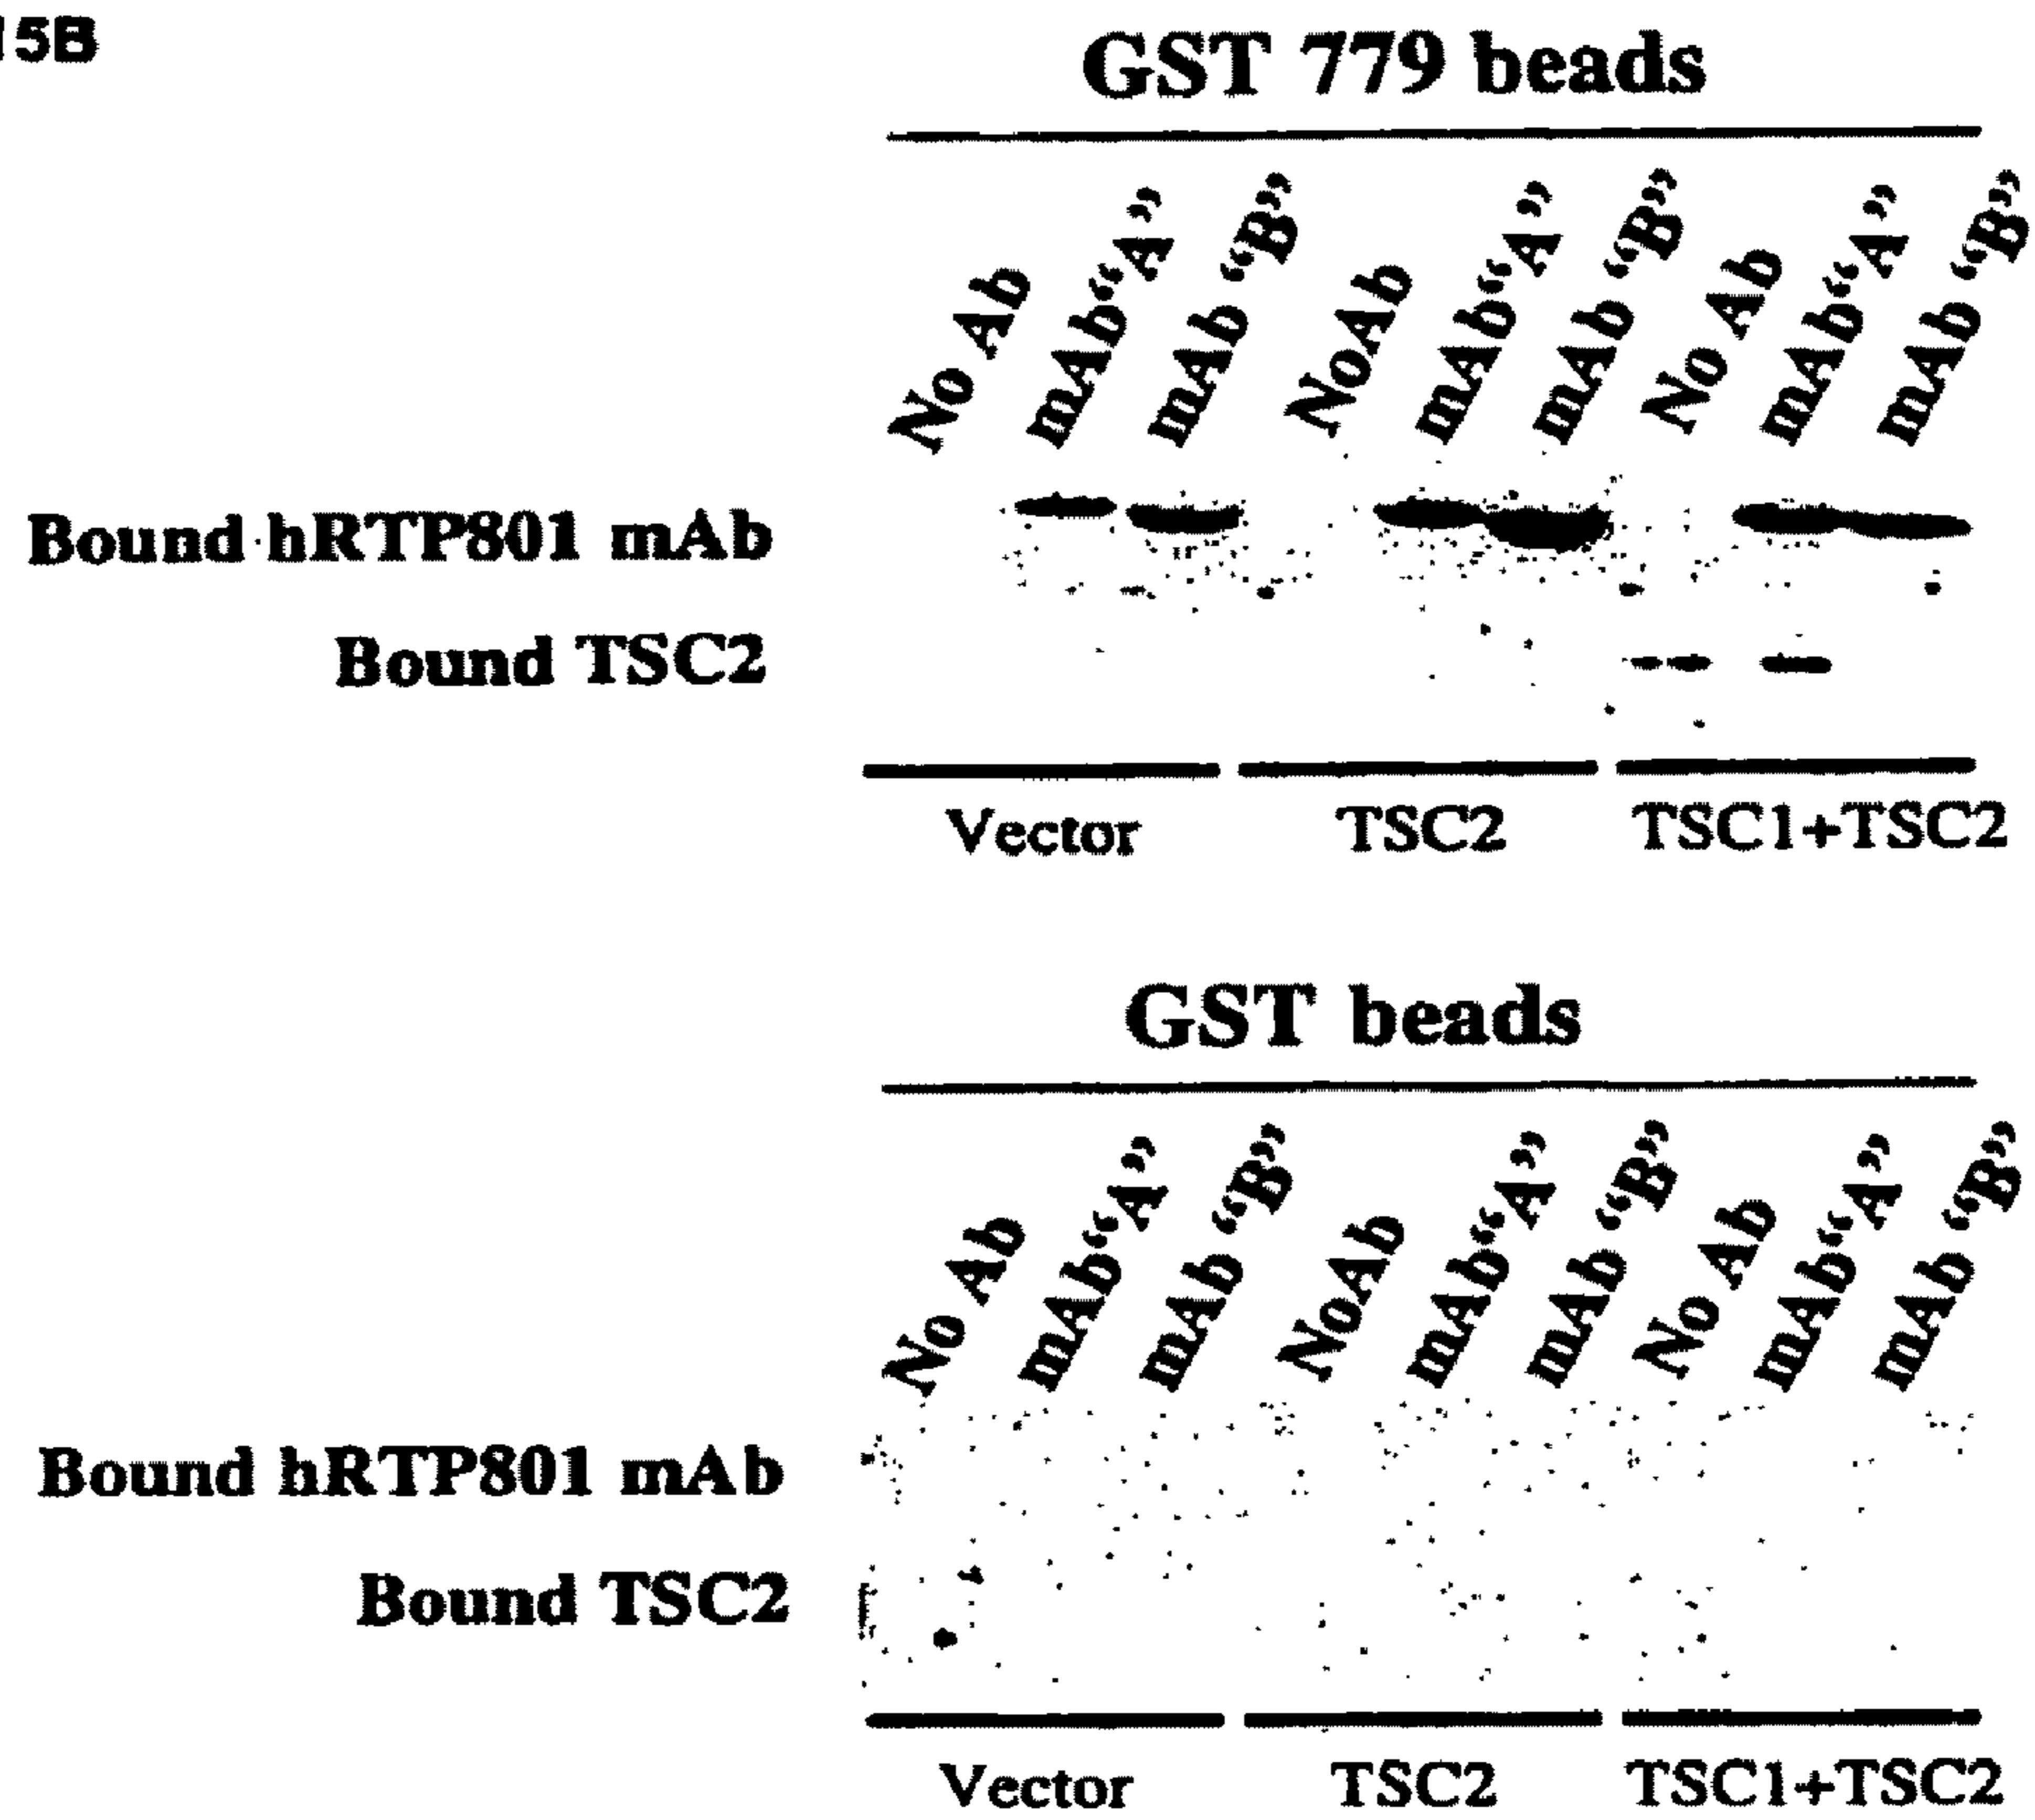 15B
GST 779 beads
No Ab mAb“A” mAb “B” NoAb mAb“A” mAb “B” No Ab mAb“A” mAb “B”
Bound hRTP801 mAb
Bound TSC2
Vector TSC2 TSC1+TSC2
GST beads
No Ab mAb“A” mAb “B” NoAb mAb“A” mAb “B” No Ab mAb“A” mAb “B”
Bound hRTP801 mAb
Bound TSC2
Vector TSC2 TSC1+TSC2